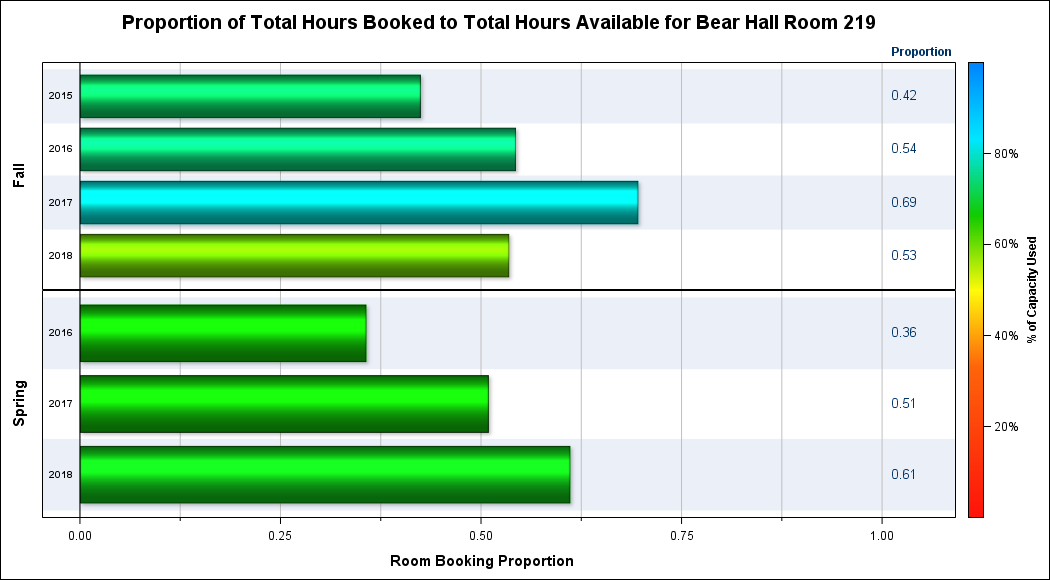 Proportion of Total Hours Booked to Total Hours Available for Bear Hall Room 219
Proportion
Fall
2015 0.42
2016 0.54
2017 0.69
2018 0.53
Spring
2016 0.36
2017 0.51
2018 0.61
0.00 0.25 0.50 0.75 1.00
Room Booking Proportion
80%
60%
40%
20%
% of Capacity Used